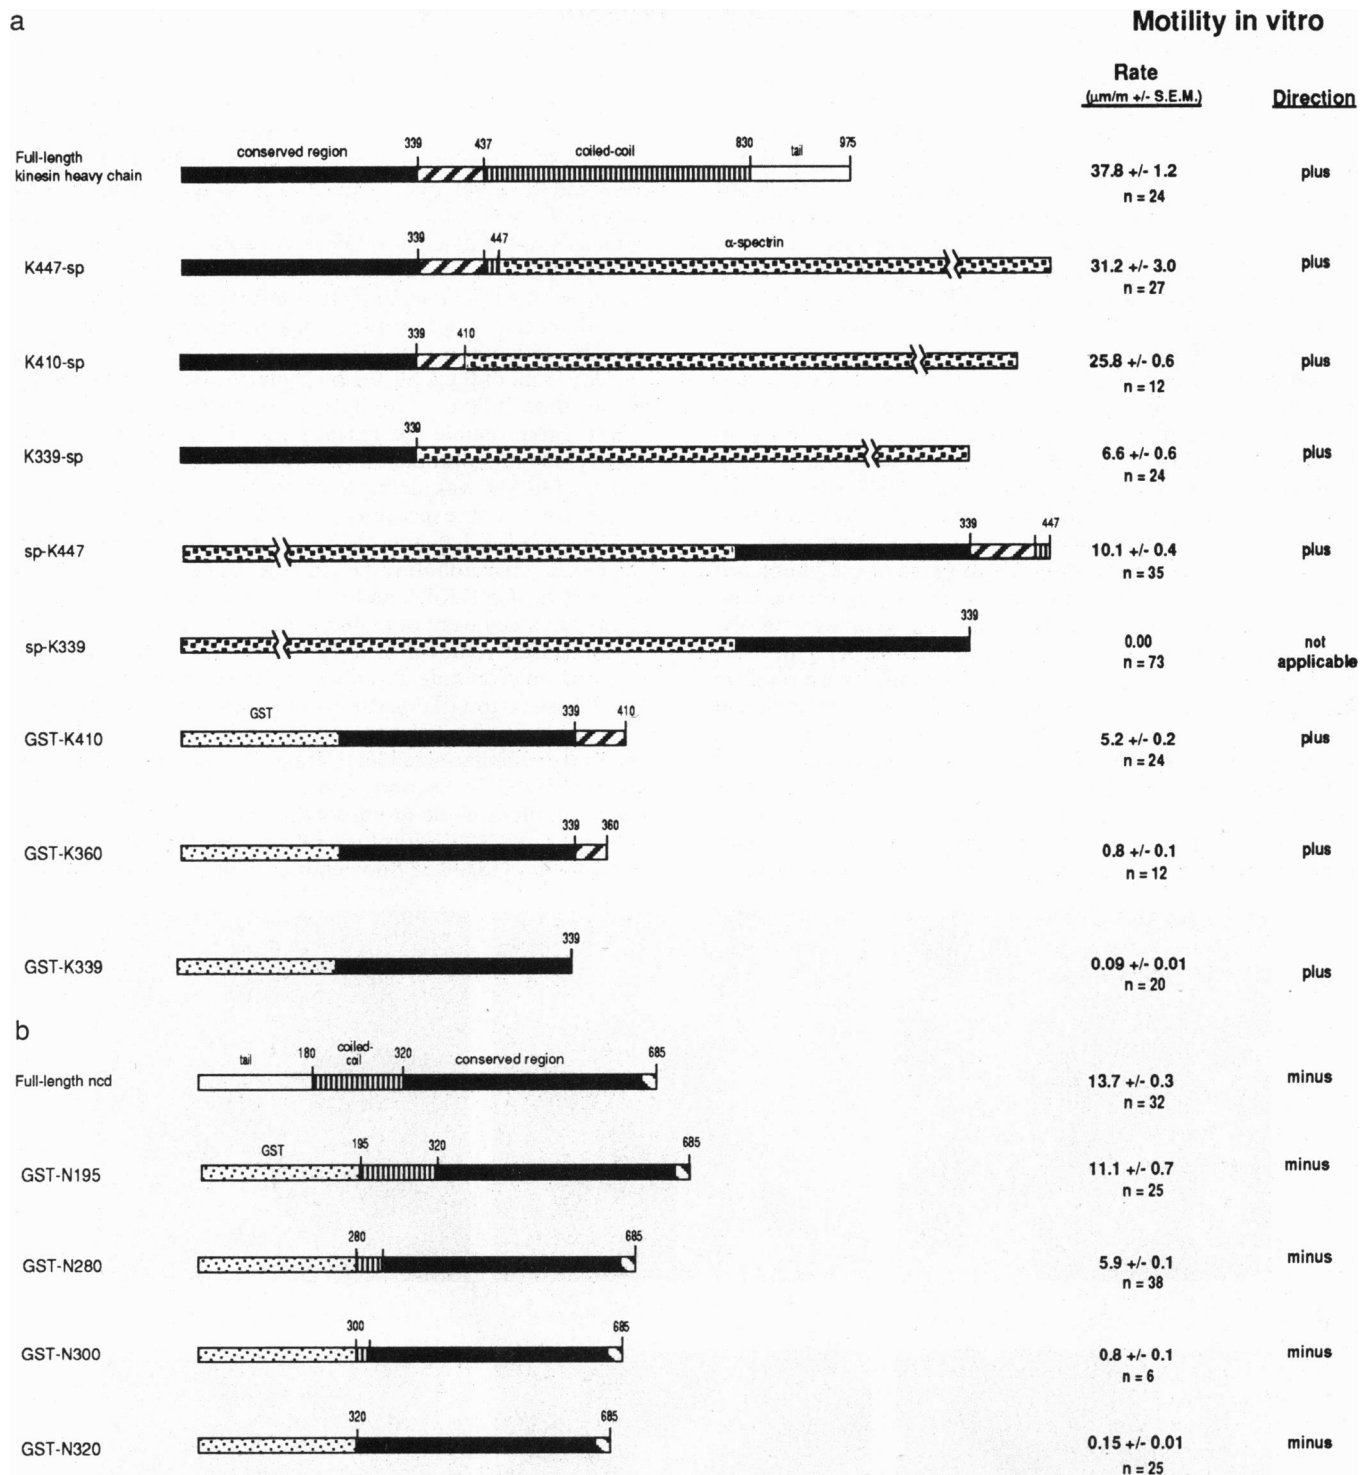 a
Motility in vitro
Rate
(µm/m +/- S.E.M.)
Direction
Full-length
kinesin heavy chain
conserved region
339
437
coiled-coil
830
tail
975
37.8 +/- 1.2
n = 24
plus
K447-sp
339
447
α-spectrin
31.2 +/- 3.0
n = 27
plus
K410-sp
339
410
25.8 +/- 0.6
n = 12
plus
K339-sp
339
6.6 +/- 0.6
n = 24
plus
sp-K447
339
447
10.1 +/- 0.4
n = 35
plus
sp-K339
339
0.00
n = 73
not
applicable
GST-K410
GST
339
410
5.2 +/- 0.2
n = 24
plus
GST-K360
339
360
0.8 +/- 0.1
n = 12
plus
GST-K339
339
0.09 +/- 0.01
n = 20
plus
b
Full-length ncd
tail
180
coiled-
coil
320
conserved region
685
13.7 +/- 0.3
n = 32
minus
GST-N195
GST
195
320
685
11.1 +/- 0.7
n = 25
minus
GST-N280
280
685
5.9 +/- 0.1
n = 38
minus
GST-N300
300
685
0.8 +/- 0.1
n = 6
minus
GST-N320
320
685
0.15 +/- 0.01
n = 25
minus